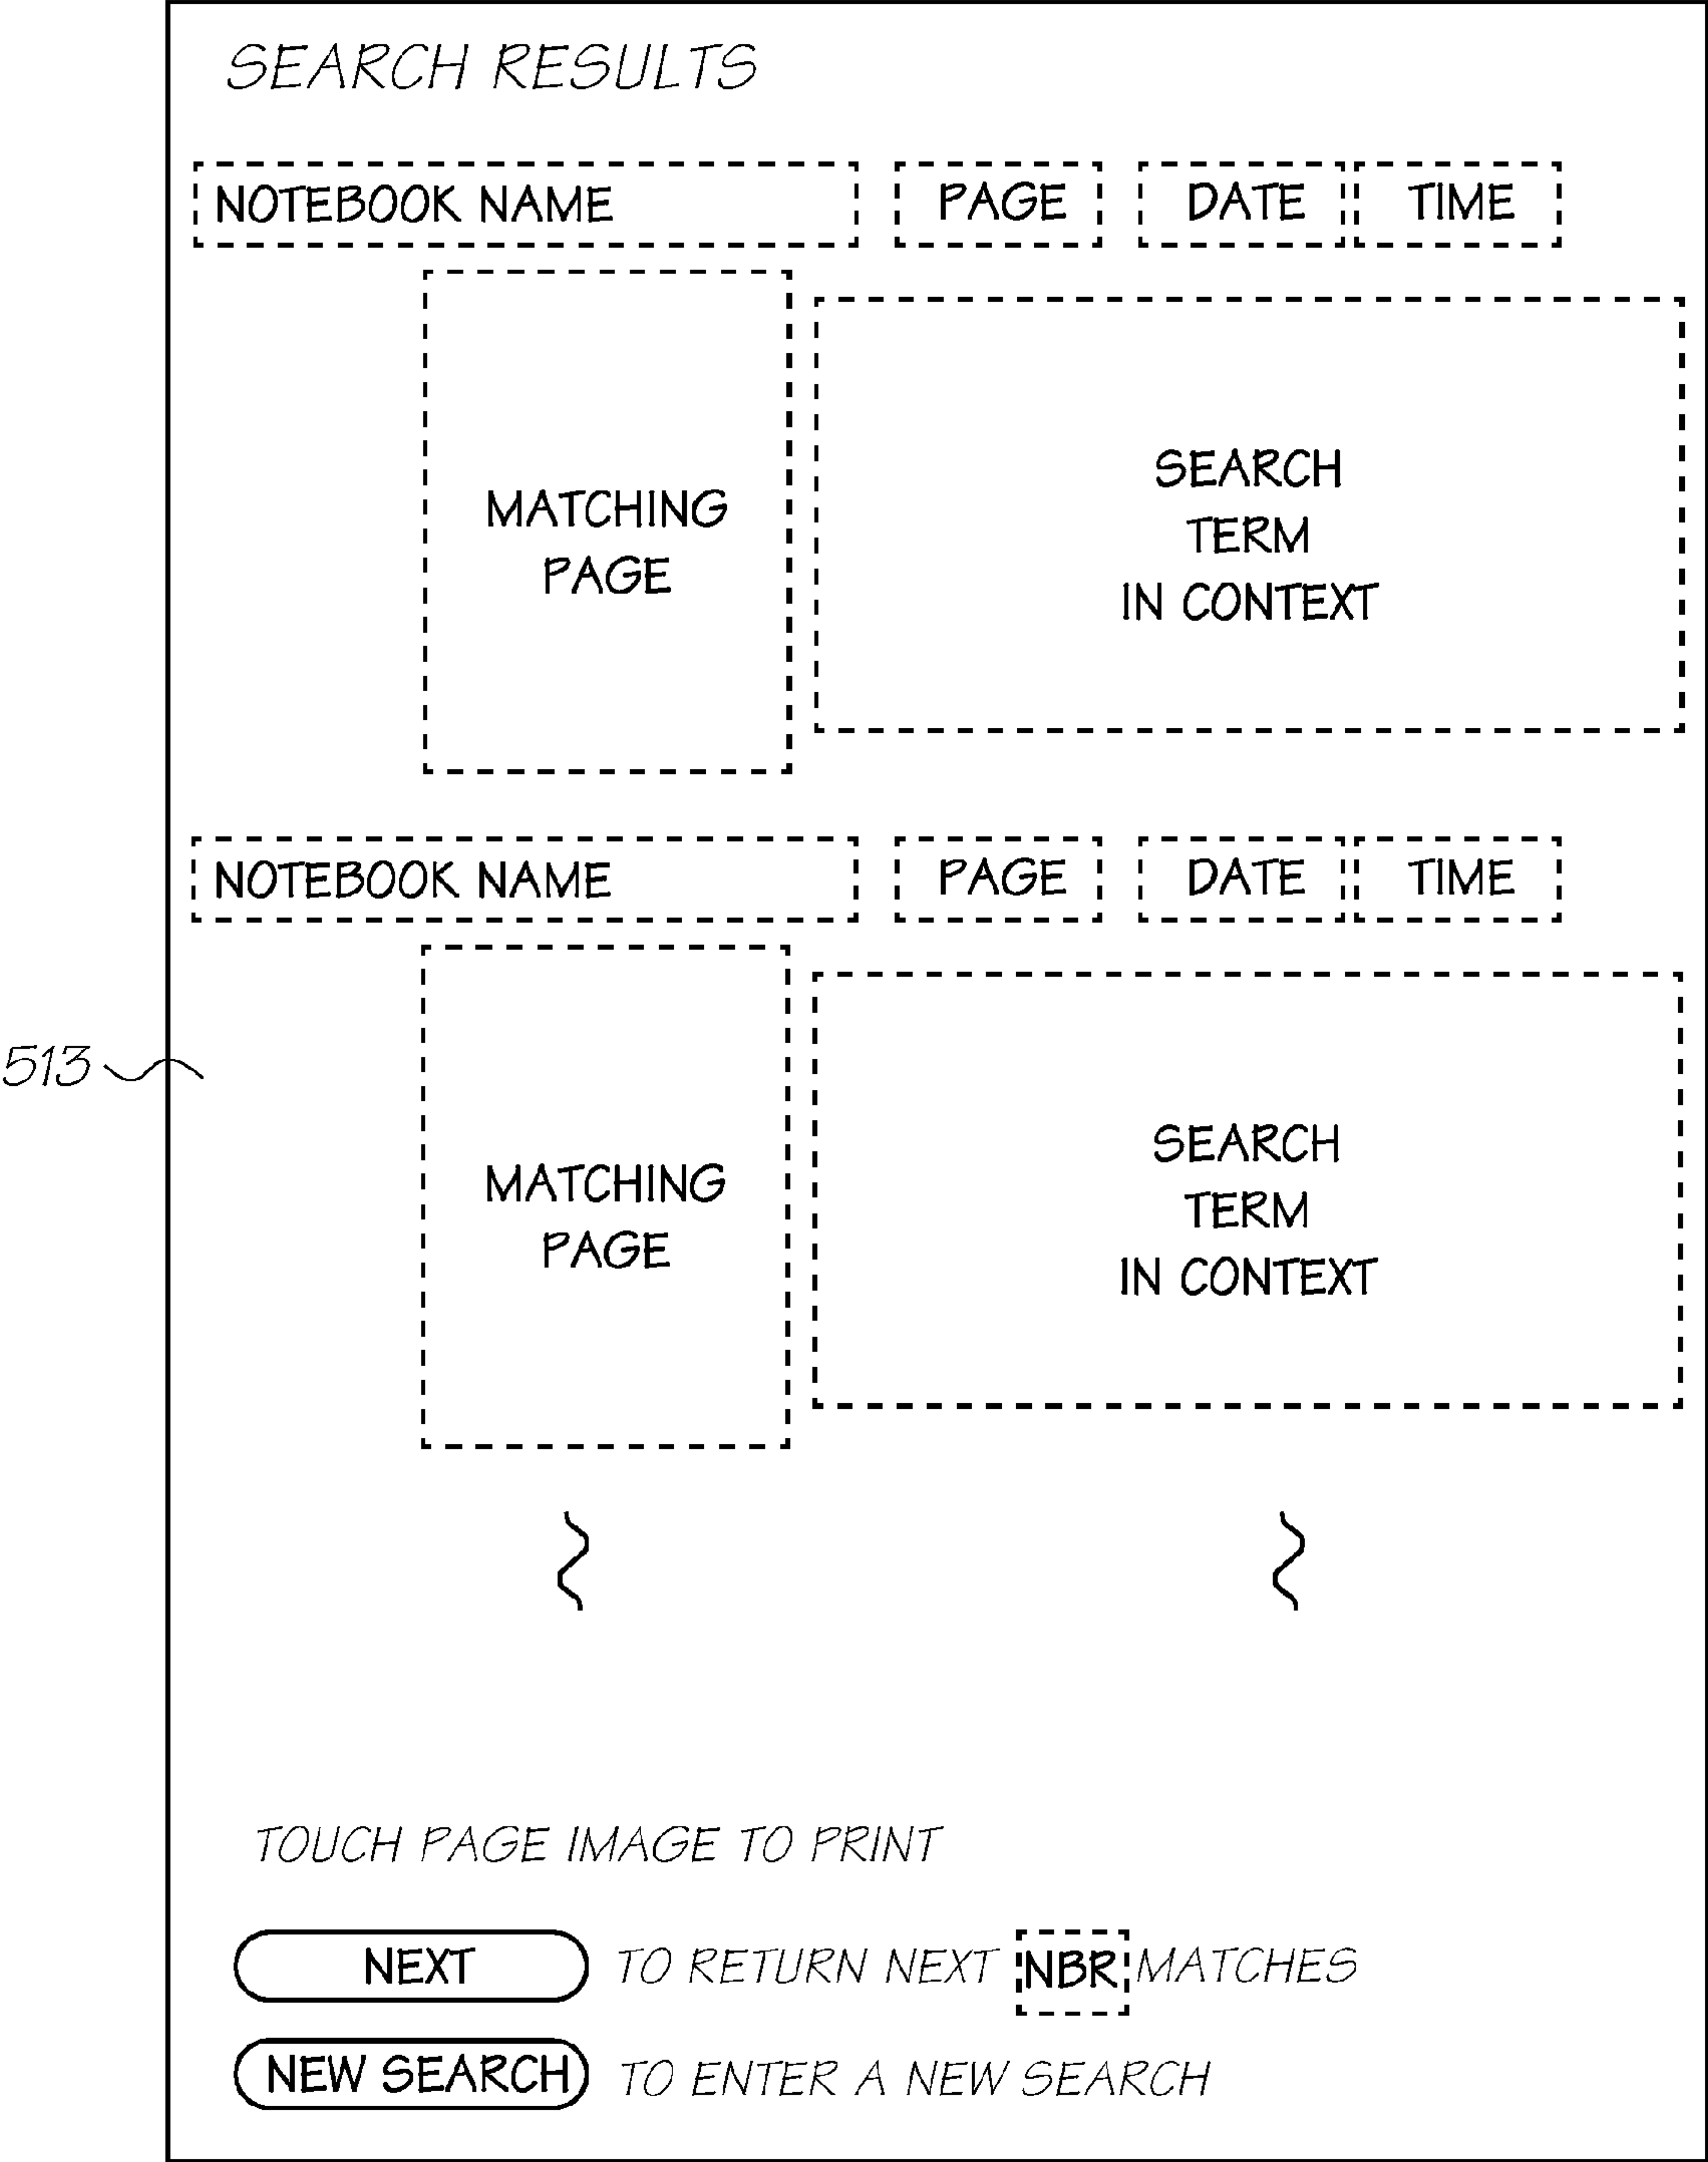 SEARCH RESULTS
NOTEBOOK NAME PAGE DATE TIME
MATCHING
PAGE
SEARCH
TERM
IN CONTEXT
NOTEBOOK NAME PAGE DATE TIME
513
MATCHING
PAGE
SEARCH
TERM
IN CONTEXT
TOUCH PAGE IMAGE TO PRINT
NEXT TO RETURN NEXT NBR MATCHES
NEW SEARCH TO ENTER A NEW SEARCH